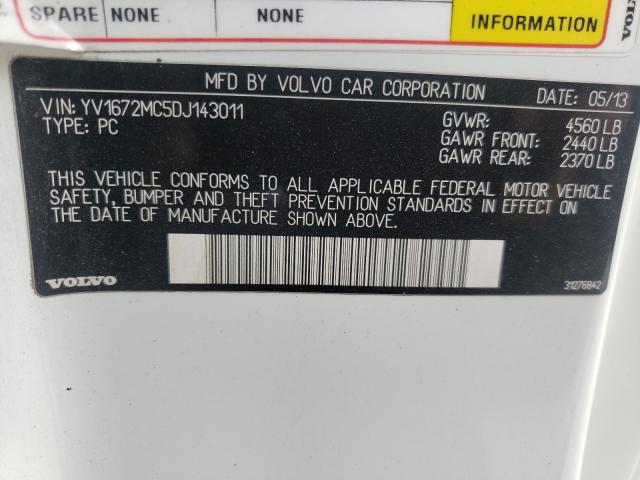 SPARE NONE NONE INFORMATION
VOLVO
MFD BY VOLVO CAR CORPORATION DATE: 05/13
VIN: YV1672MC5DJ143011
TYPE: PC
GVWR: 4560 LB
GAWR FRONT: 2440 LB
GAWR REAR: 2370 LB
THIS VEHICLE CONFORMS TO ALL APPLICABLE FEDERAL MOTOR VEHICLE
SAFETY, BUMPER AND THEFT PREVENTION STANDARDS IN EFFECT ON
THE DATE OF MANUFACTURE SHOWN ABOVE.
VOLVO
31276842